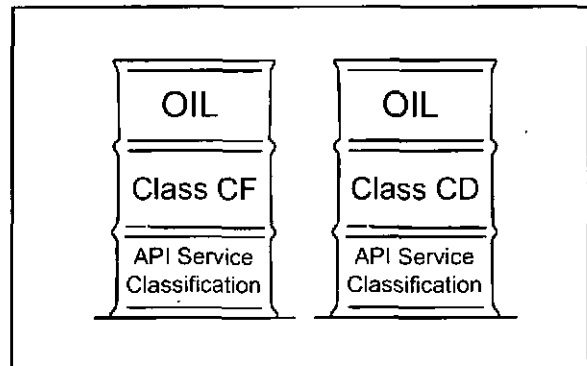 OIL
Class CF
API Service
Classification
OIL
Class CD
API Service
Classification